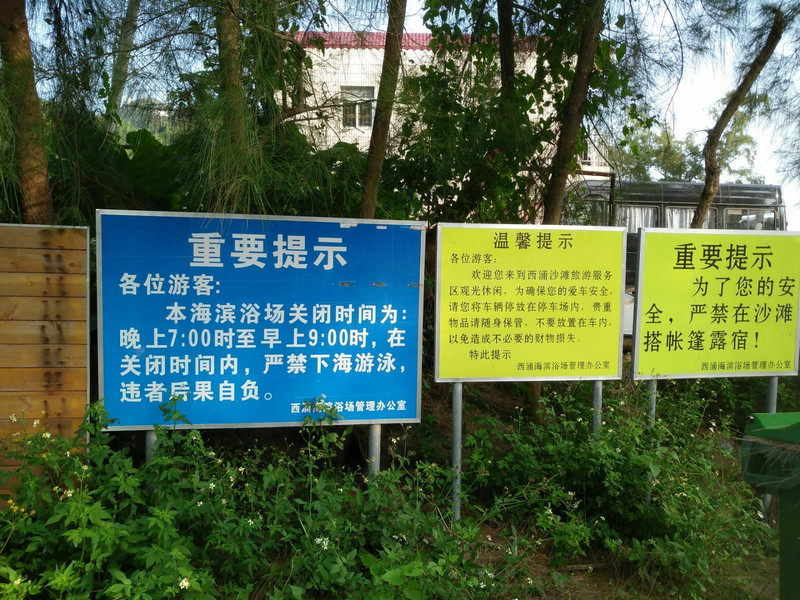 重要提示
各位游客:
本海滨浴场关闭时间为:
晚上7:00时至早上9:00时,在
关闭时间内,严禁下海游泳,
违者后果自负。
西涌海滨浴场管理办公室
温馨提示
各位游客:
欢迎您来到西涌沙滩旅游服务
区观光休闲,为确保您的爱车安全,
请您将车辆停放在停车场内,贵重
物品请随身保管,不要放置在车内,
以免造成不必要的财物损失。
特此提示
西涌海滨浴场管理办公室
重要提示
为了您的安
全,严禁在沙滩
搭帐篷露宿!
西涌海滨浴场管理办公室